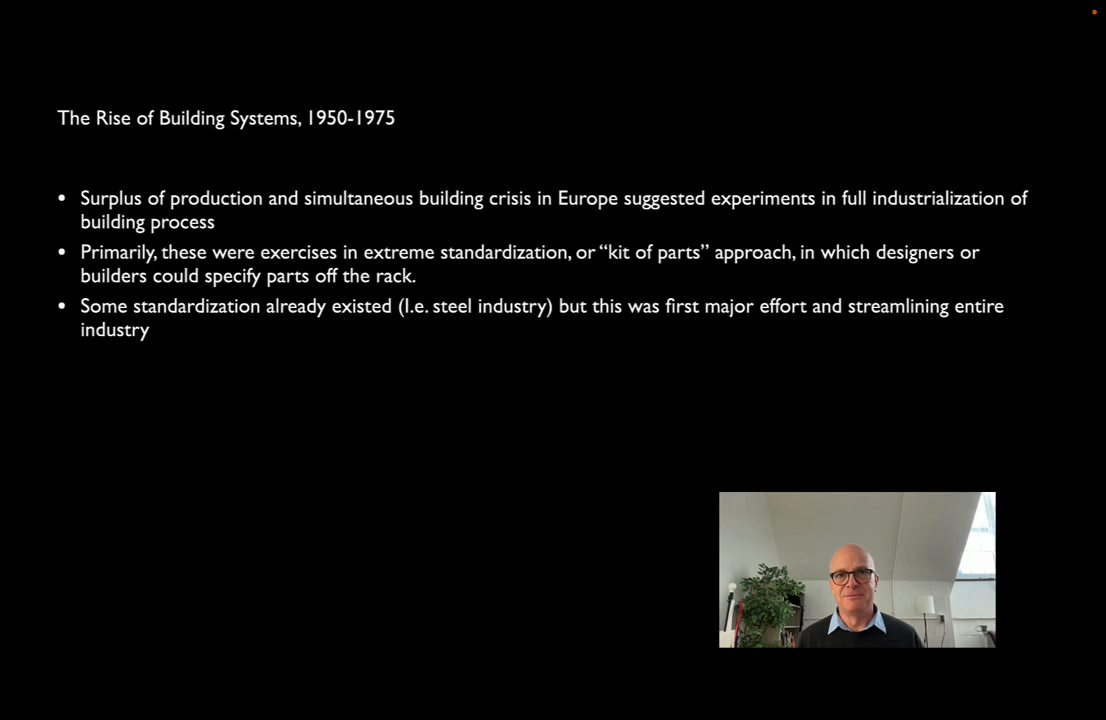 The Rise of Building Systems, 1950-1975
• Surplus of production and simultaneous building crisis in Europe suggested experiments in full industrialization of
building process
• Primarily, these were exercises in extreme standardization, or “kit of parts” approach, in which designers or
builders could specify parts off the rack.
• Some standardization already existed (I.e. steel industry) but this was first major effort and streamlining entire
industry